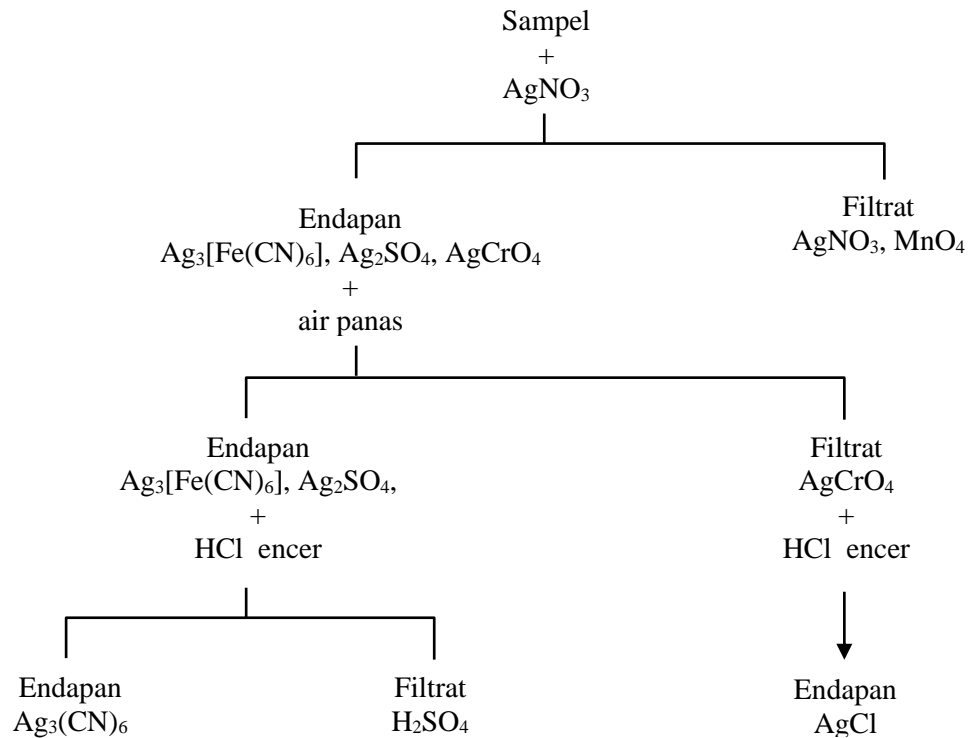 Sampel
+
AgNO₃
Endapan
Ag₃[Fe(CN)₆], Ag₂SO₄, AgCrO₄
+
air panas
Filtrat
AgNO₃, MnO₄
Endapan
Ag₃[Fe(CN)₆], Ag₂SO₄,
+
HCl encer
Filtrat
AgCrO₄
+
HCl encer
Endapan
Ag₃(CN)₆
Filtrat
H₂SO₄
Endapan
AgCl